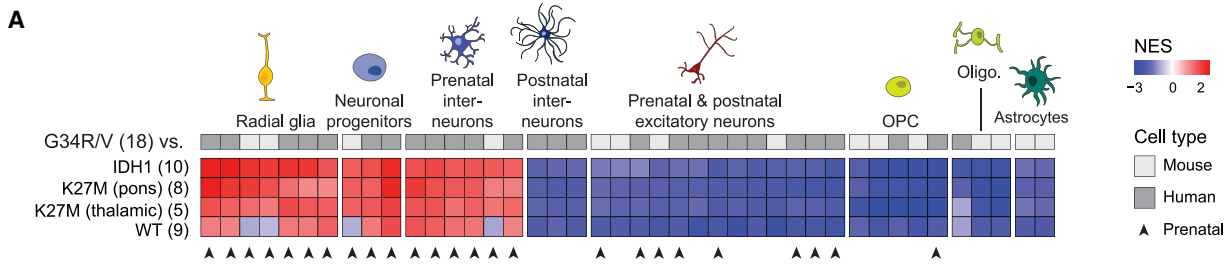 A
Radial glia
Neuronal
progenitors
Prenatal
inter-
neurons
Postnatal
inter-
neurons
Prenatal & postnatal
excitatory neurons
OPC
Oligo.
Astrocytes
G34R/V (18) vs.
IDH1 (10)
K27M (pons) (8)
K27M (thalamic) (5)
WT (9)
NES
−3 0 2
Cell type
Mouse
Human
Prenatal